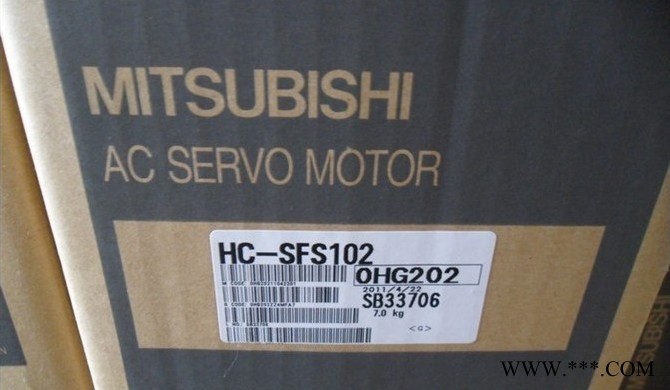 MITSUBISHI
AC SERVO MOTOR
HC-SFS102
0HG202
2011/4/22
SB33706
7.0 kg
<G>
WWW.***.COM